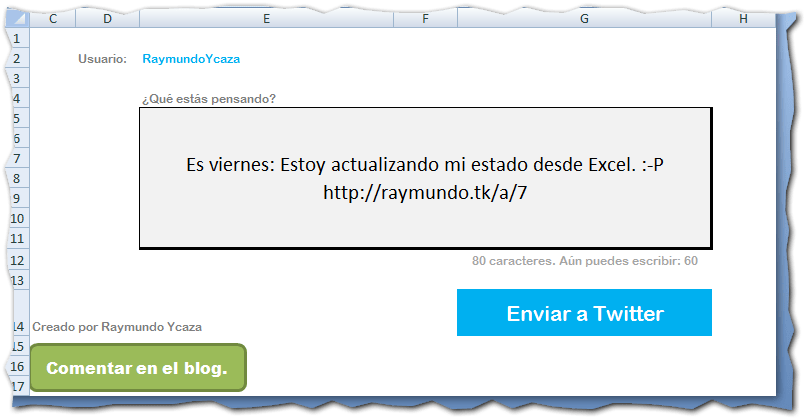 C D E F G H
1
2 Usuario: RaymundoYcaza
3
4 ¿Qué estás pensando?
5
6
7 Es viernes: Estoy actualizando mi estado desde Excel. :-P
8
9 http://raymundo.tk/a/7
10
11
12 80 caracteres. Aún puedes escribir: 60
13
Enviar a Twitter
14 Creado por Raymundo Ycaza
15
16 Comentar en el blog.
17